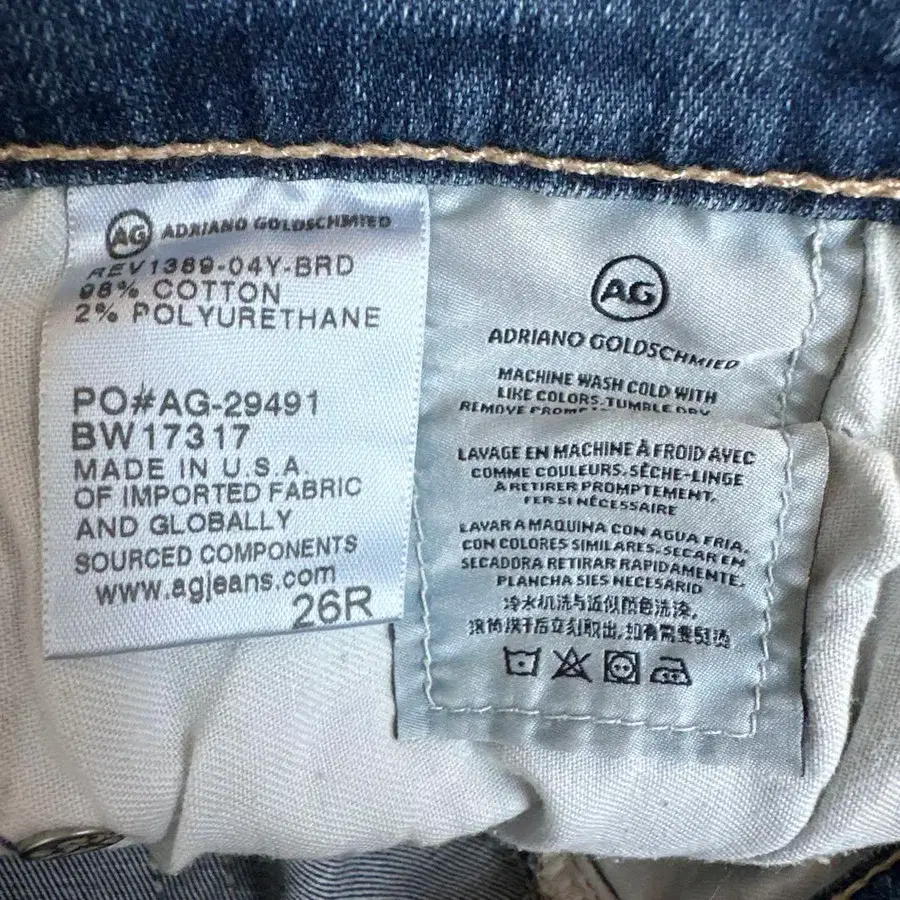 AG ADRIANO GOLDSCHMIED
REV1389-04Y-BRD
98% COTTON
2% POLYURETHANE
PO#AG-29491
BW17317
MADE IN U.S.A.
OF IMPORTED FABRIC
AND GLOBALLY
SOURCED COMPONENTS
www.agjeans.com
26R
AG
ADRIANO GOLDSCHMIED
MACHINE WASH COLD WITH
LIKE COLORS. TUMBLE DRY
REMOVE
LAVAGE EN MACHINE À FROID AVEC
COMME COULEURS. SÈCHE-LINGE
À RETIRER PROMPTEMENT.
FER SI NÉCESSAIRE
LAVAR A MAQUINA CON AGUA FRIA.
CON COLORES SIMILARES. SECAR EN
SECADORA RETIRAR RAPIDAMENTE.
PLANCHA SIES NECESARIO
冷水机洗与近似颜色洗涤,
滚筒烘干后立刻取出,如有需要熨烫